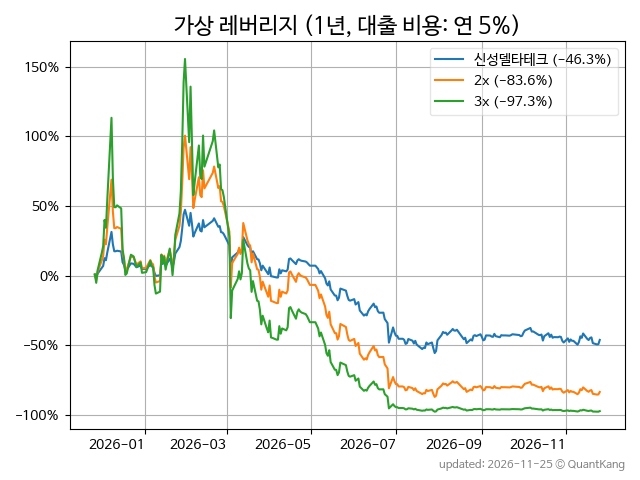 가상 레버리지 (1년, 대출 비용: 연 5%)
신성델타테크 (-46.3%)
2x (-83.6%)
3x (-97.3%)
150%
100%
50%
0%
-50%
-100%
2026-01 2026-03 2026-05 2026-07 2026-09 2026-11
updated: 2026-11-25 © QuantKang